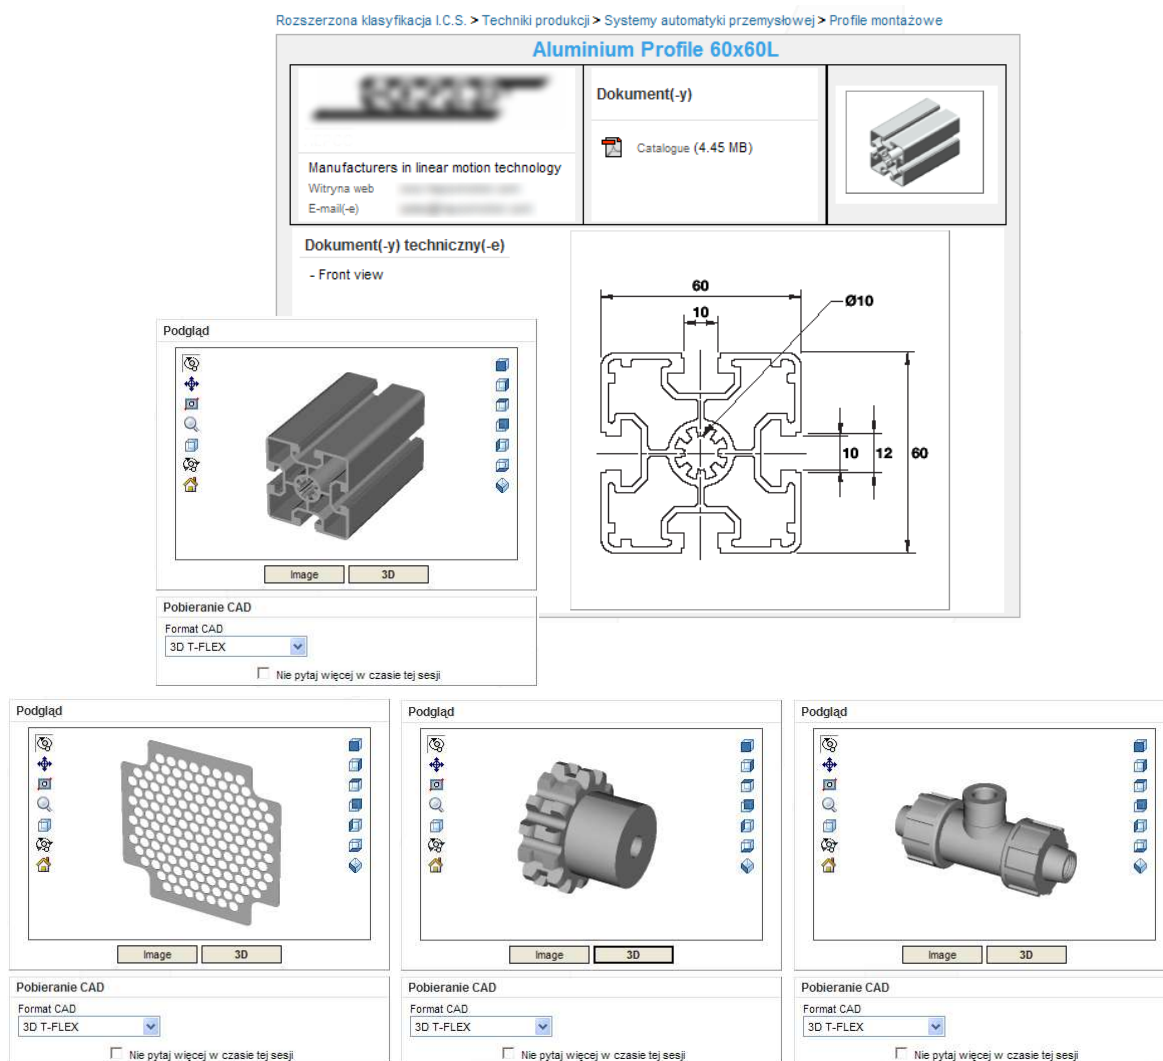 Rozszerzona klasyfikacja I.C.S. > Techniki produkcji > Systemy automatyki przemysłowej > Profile montażowe
Aluminium Profile 60x60L
Manufacturers in linear motion technology
Witryna web
E-mail(-e)
Dokument(-y)
Catalogue (4.45 MB)
Dokument(-y) techniczny(-e)
- Front view
60
10
Ø10
10 12 60
Podgląd
Image 3D
Pobieranie CAD
Format CAD
3D T-FLEX
Nie pytaj więcej w czasie tej sesji
Podgląd
Image 3D
Pobieranie CAD
Format CAD
3D T-FLEX
Nie pytaj więcej w czasie tej sesji
Podgląd
Image 3D
Pobieranie CAD
Format CAD
3D T-FLEX
Nie pytaj więcej w czasie tej sesji
Podgląd
Image 3D
Pobieranie CAD
Format CAD
3D T-FLEX
Nie pytaj więcej w czasie tej sesji